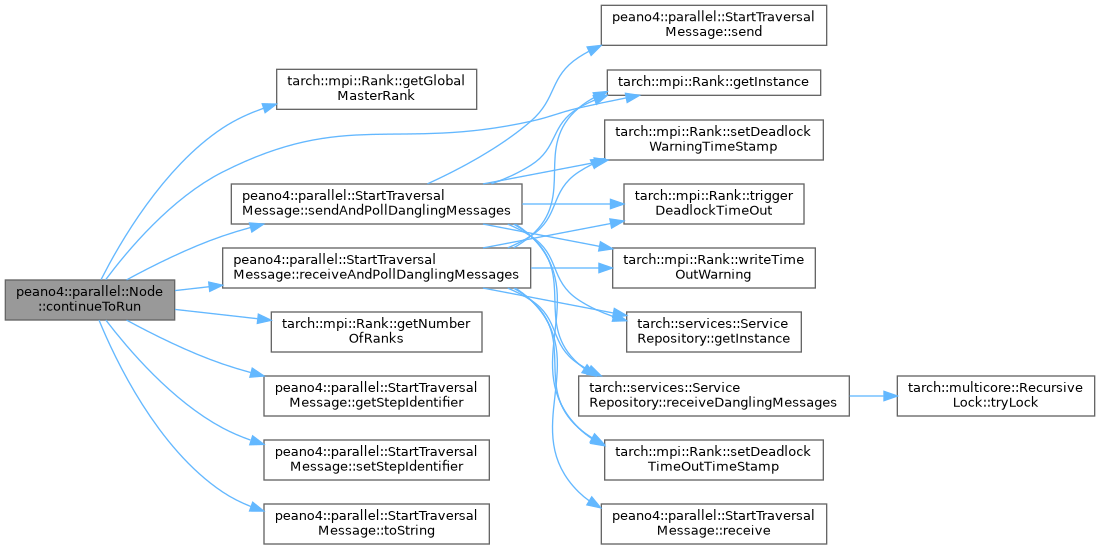 peano4::parallel::Node
::continueToRun
tarch::mpi::Rank::getGlobal
MasterRank
peano4::parallel::StartTraversal
Message::sendAndPollDanglingMessages
peano4::parallel::StartTraversal
Message::receiveAndPollDanglingMessages
tarch::mpi::Rank::getNumber
OfRanks
peano4::parallel::StartTraversal
Message::getStepIdentifier
peano4::parallel::StartTraversal
Message::setStepIdentifier
peano4::parallel::StartTraversal
Message::toString
peano4::parallel::StartTraversal
Message::send
tarch::mpi::Rank::getInstance
tarch::mpi::Rank::setDeadlock
WarningTimeStamp
tarch::mpi::Rank::trigger
DeadlockTimeOut
tarch::mpi::Rank::writeTime
OutWarning
tarch::services::Service
Repository::getInstance
tarch::services::Service
Repository::receiveDanglingMessages
tarch::mpi::Rank::setDeadlock
TimeOutTimeStamp
peano4::parallel::StartTraversal
Message::receive
tarch::multicore::Recursive
Lock::tryLock